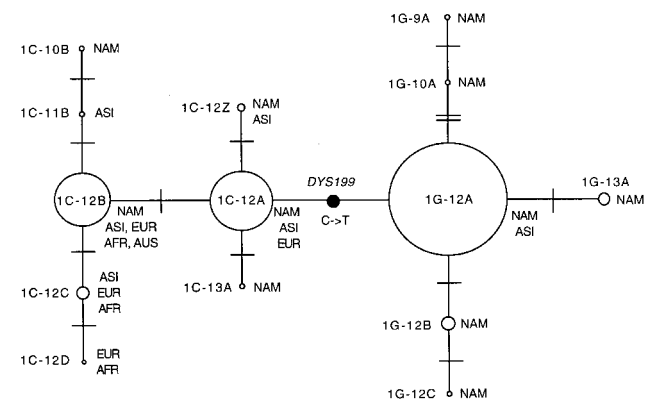 1G-9A NAM
1C-10B NAM
1G-10A NAM
1C-11B ASI
1C-12Z NAM
ASI
DYS199
C->T
1C-12B
NAM
ASI, EUR
AFR, AUS
1C-12A
NAM
ASI
EUR
1G-12A
NAM
ASI
1G-13A
NAM
1C-12C
ASI
EUR
AFR
1C-13A NAM
1G-12B NAM
1C-12D
EUR
AFR
1G-12C NAM